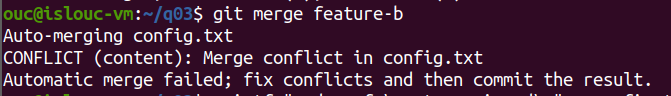 ouc@islouc-vm:~/q03$ git merge feature-b
Auto-merging config.txt
CONFLICT (content): Merge conflict in config.txt
Automatic merge failed; fix conflicts and then commit the result.